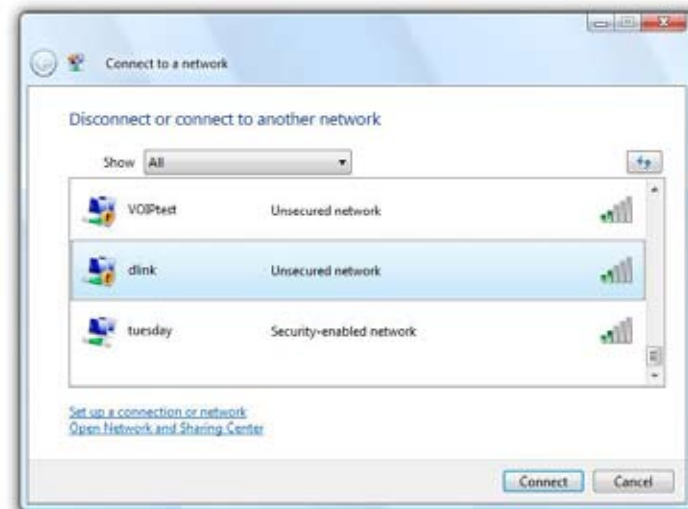 Connect to a network
Disconnect or connect to another network
Show All
VOIPtest Unsecured network
dlink Unsecured network
tuesday Security-enabled network
Set up a connection or network
Open Network and Sharing Center
Connect Cancel